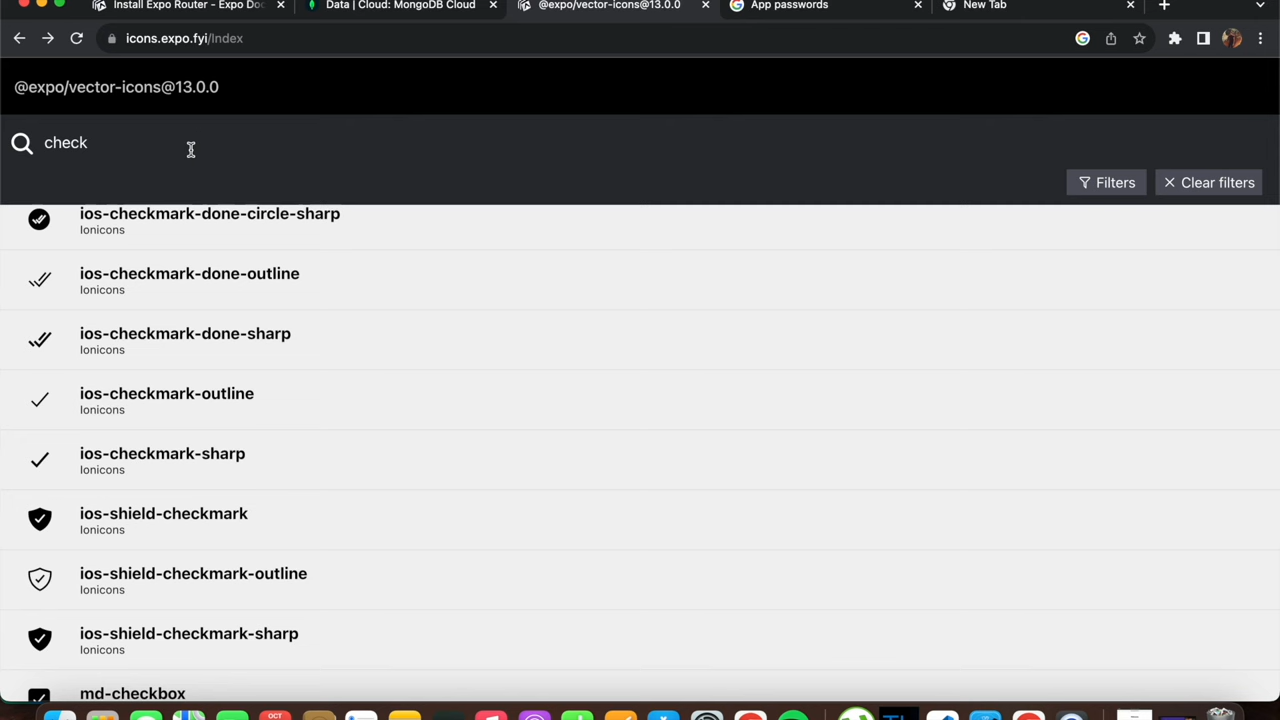 Install Expo Router - Expo Doc
Data | Cloud: MongoDB Cloud
@expo/vector-icons@13.0.0
App passwords
New Tab
icons.expo.fyi/Index
@expo/vector-icons@13.0.0
check
Filters
Clear filters
ios-checkmark-done-circle-sharp
Ionicons
ios-checkmark-done-outline
Ionicons
ios-checkmark-done-sharp
Ionicons
ios-checkmark-outline
Ionicons
ios-checkmark-sharp
Ionicons
ios-shield-checkmark
Ionicons
ios-shield-checkmark-outline
Ionicons
ios-shield-checkmark-sharp
Ionicons
md-checkbox
OCT